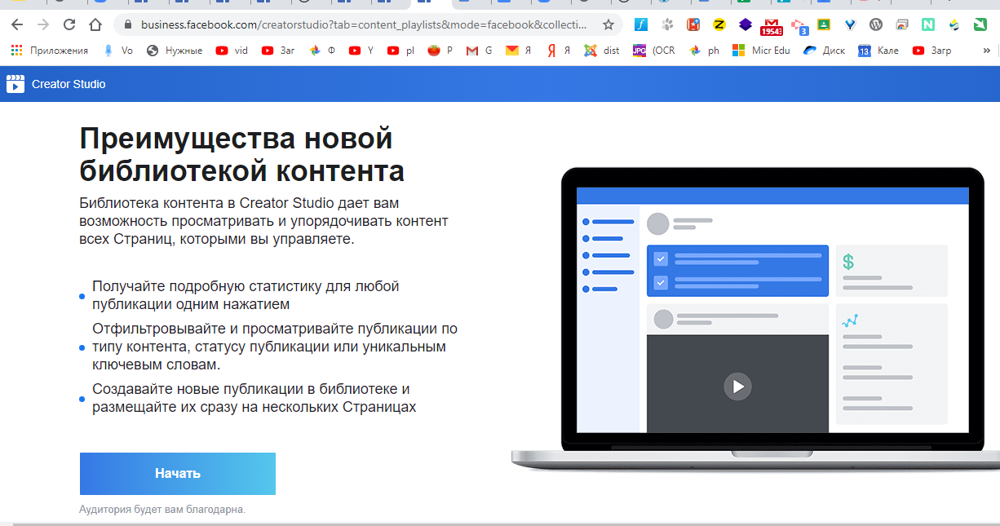 business.facebook.com/creatorstudio?tab=content_playlists&mode=facebook&collecti...
19543
3
Приложения Vo Нужные vid Заг Ф Y pl P G Я Я Я dist JPG (OCR ph Micr Edu Диск 13 Кале Загр »
Creator Studio
Преимущества новой
библиотекой контента
Библиотека контента в Creator Studio дает вам
возможность просматривать и упорядочивать контент
всех Страниц, которыми вы управляете.
Получайте подробную статистику для любой
публикации одним нажатием
Отфильтровывайте и просматривайте публикации по
типу контента, статусу публикации или уникальным
ключевым словам.
Создавайте новые публикации в библиотеке и
размещайте их сразу на нескольких Страницах
$
Начать
Аудитория будет вам благодарна.